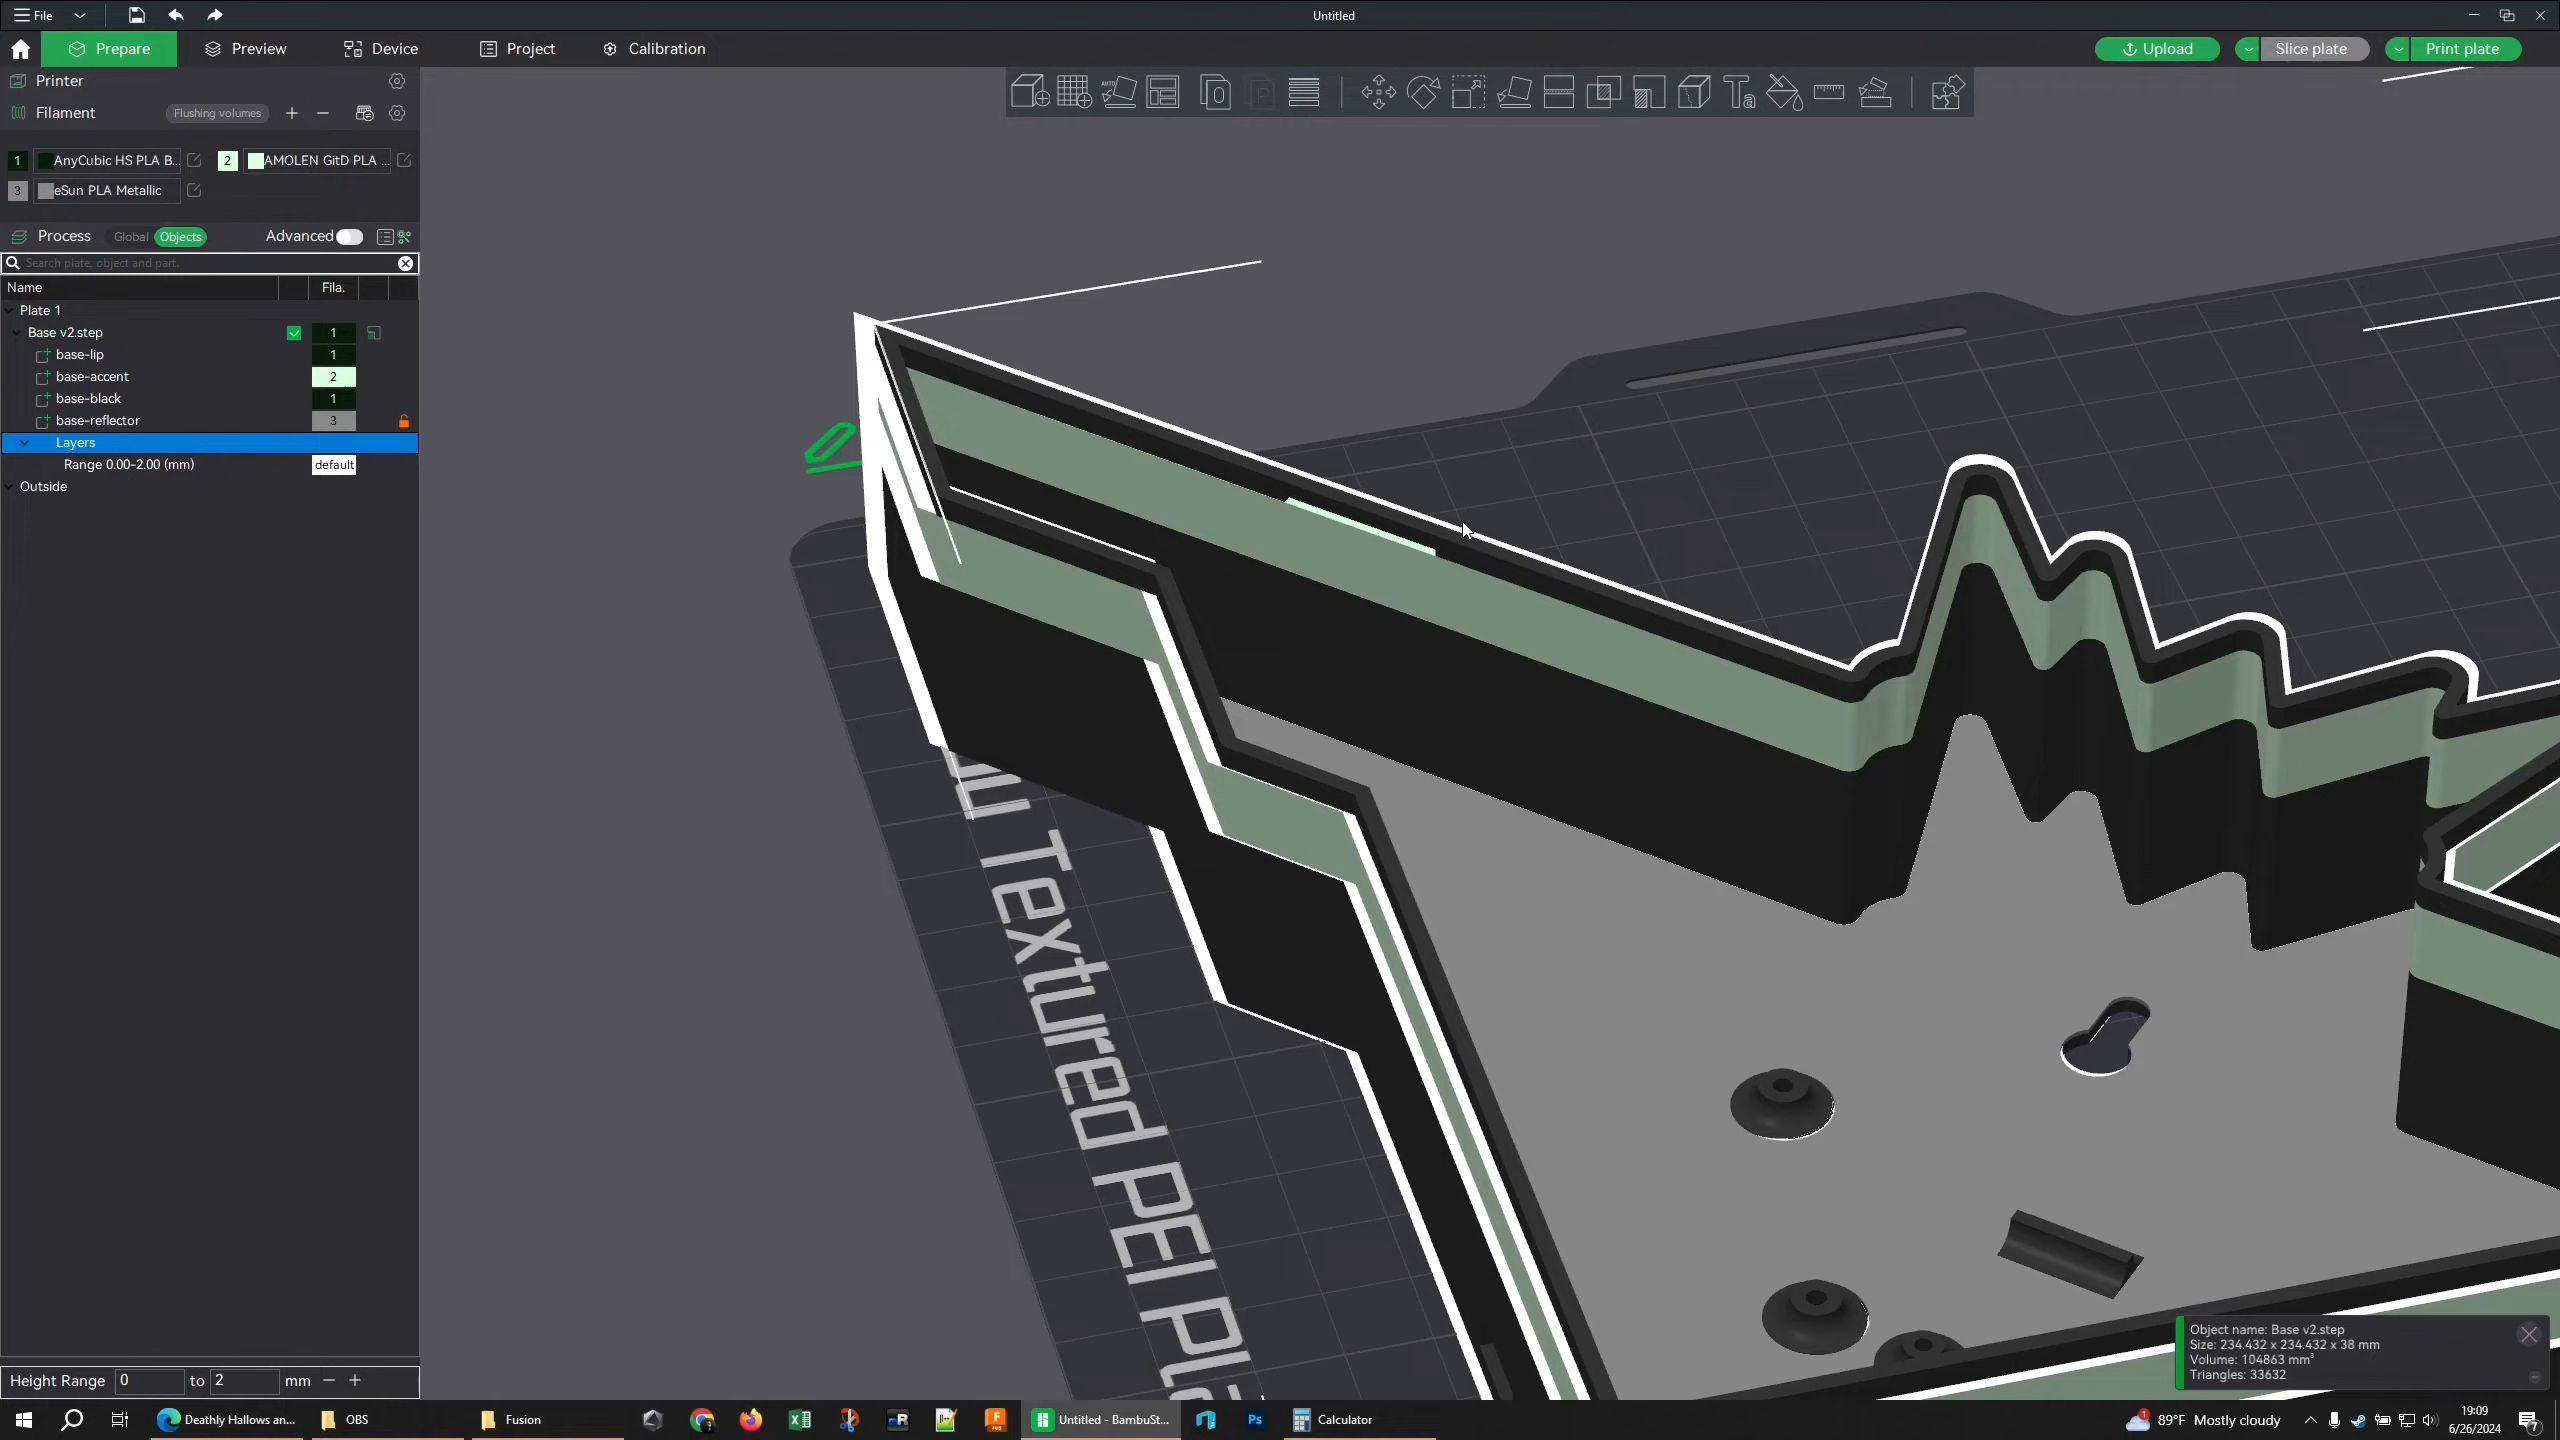 File
Untitled
Prepare
Preview
Device
Project
Calibration
Upload
Slice plate
Print plate
Printer
Filament
Flushing volumes
1
AnyCubic HS PLA B...
2
AMOLEN GitD PLA ...
3
eSun PLA Metallic
Process
Global
Objects
Advanced
Search plate, object and part.
Name
Fila.
Plate 1
Base v2.step
1
base-lip
1
base-accent
2
base-black
1
base-reflector
3
Layers
Range 0.00-2.00 (mm)
default
Outside
Textured PEI Pl
Object name: Base v2.step
Size: 234.432 x 234.432 x 38 mm
Volume: 104863 mm³
Triangles: 33632
Height Range
0
to
2
mm
Deathly Hallows an...
OBS
Fusion
Untitled - BambuSt...
Calculator
89°F Mostly cloudy
19:09
6/26/2024
7